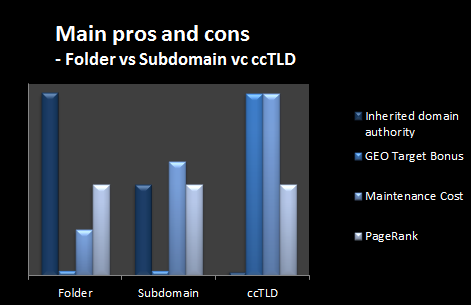 Main pros and cons
- Folder vs Subdomain vc ccTLD
Inherited domain
authority
GEO Target Bonus
Maintenance Cost
PageRank
Folder
Subdomain
ccTLD